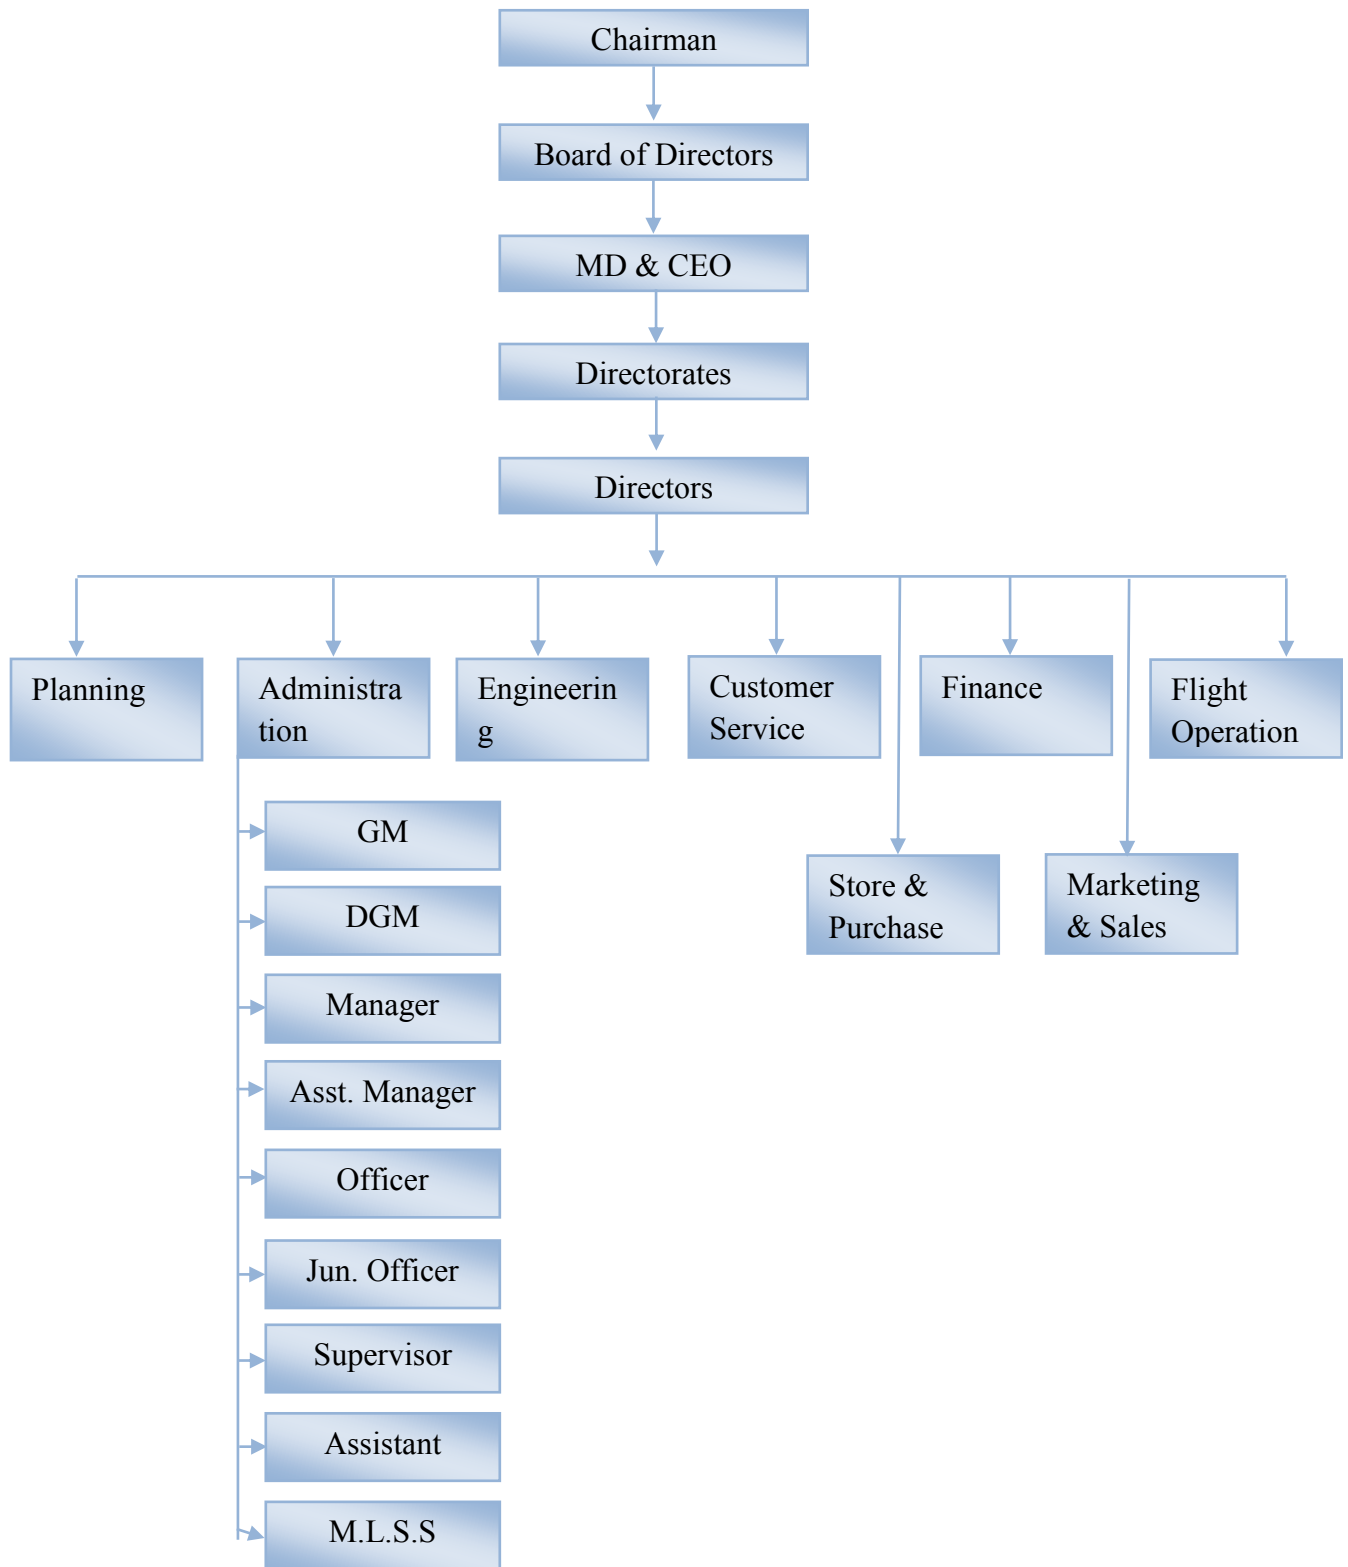 Chairman
Board of Directors
MD & CEO
Directorates
Directors
Planning
Administra
tion
Engineerin
g
Customer
Service
Finance
Flight
Operation
Store &
Purchase
Marketing
& Sales
GM
DGM
Manager
Asst. Manager
Officer
Jun. Officer
Supervisor
Assistant
M.L.S.S